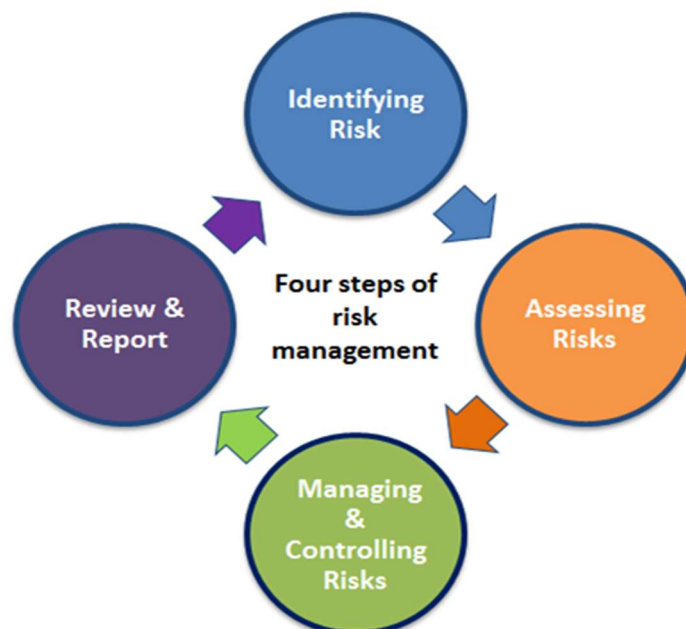 Identifying
Risk
Four steps of
risk
management
Assessing
Risks
Managing
&
Controlling
Risks
Review &
Report